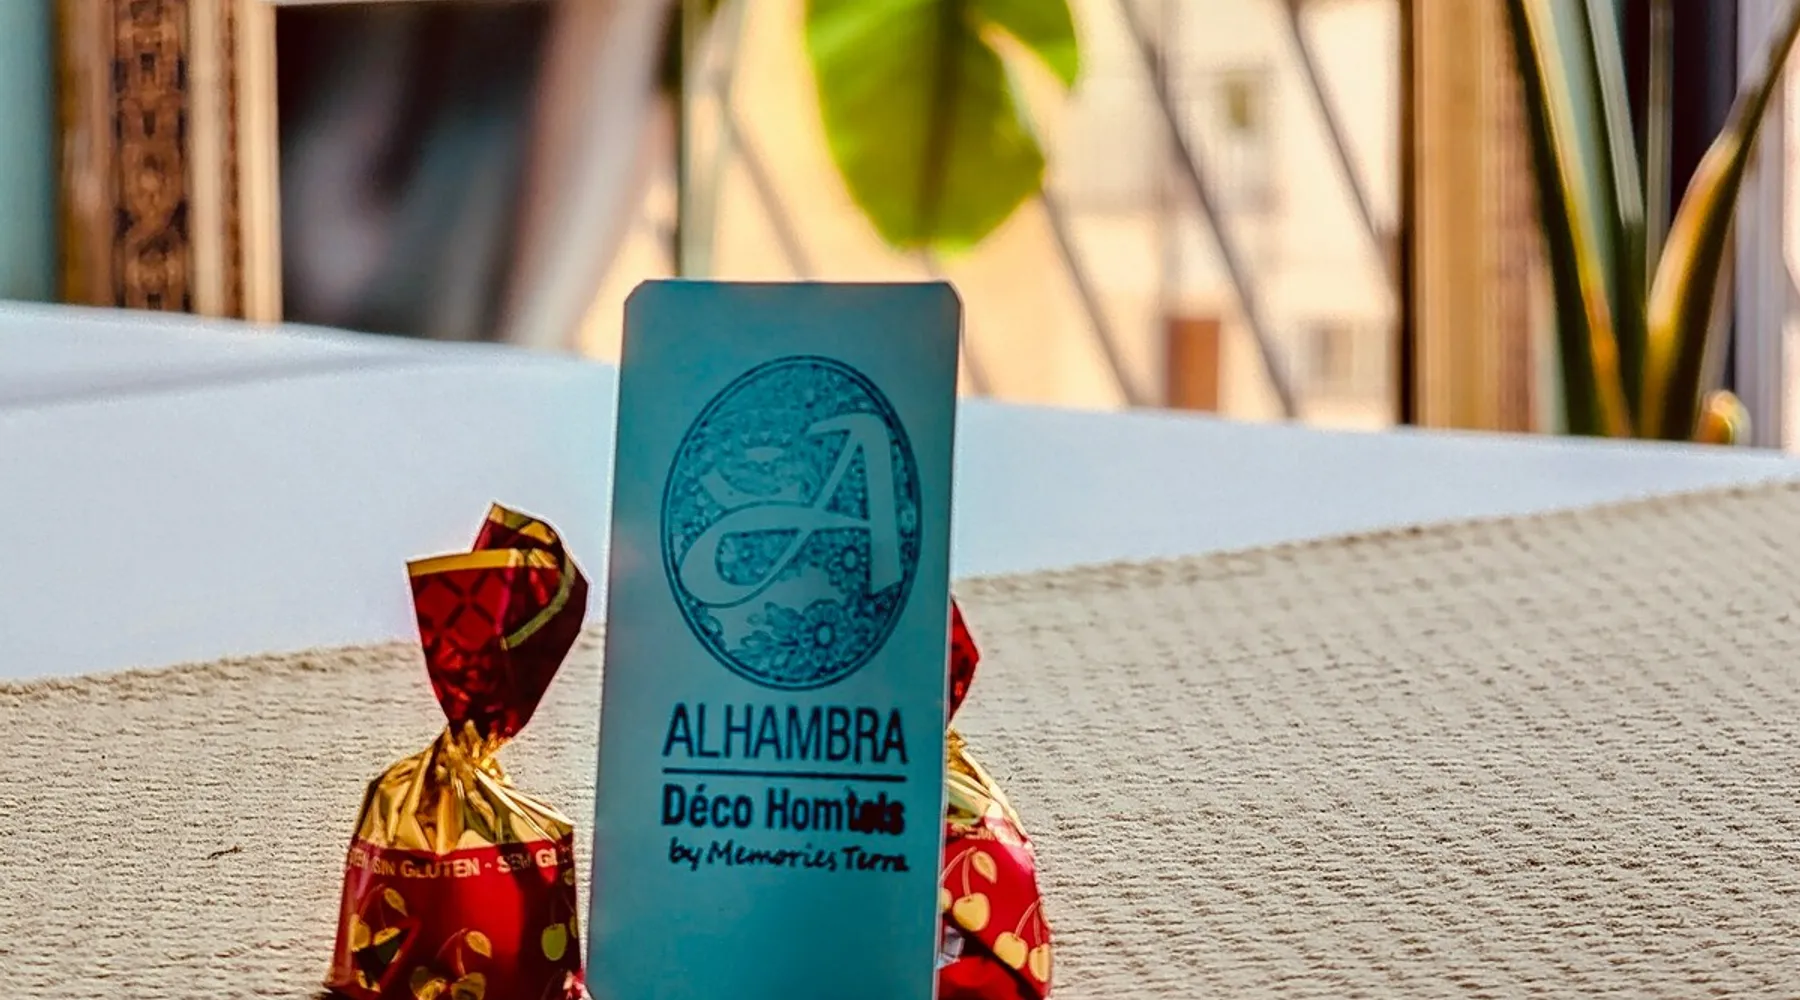 A
ALHAMBRA
Déco Homtels
by Memories Terra
SIN GLUTEN - SEM GL